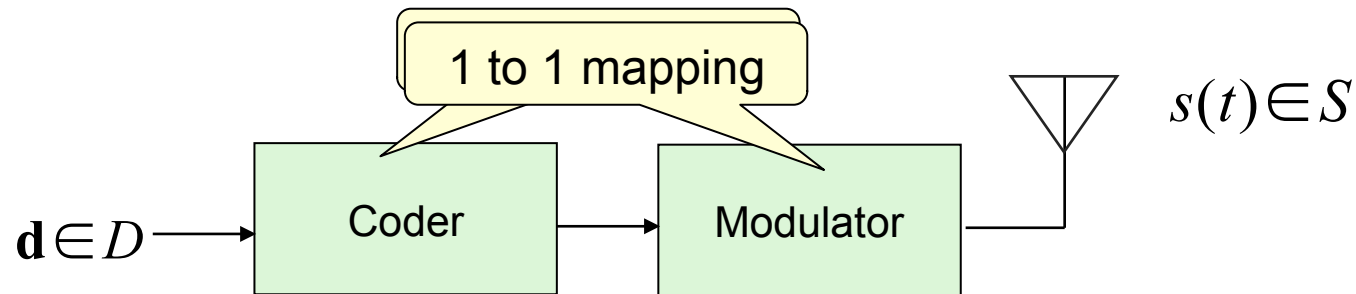 1 to 1 mapping
s(t)∈S
d∈D
Coder
Modulator